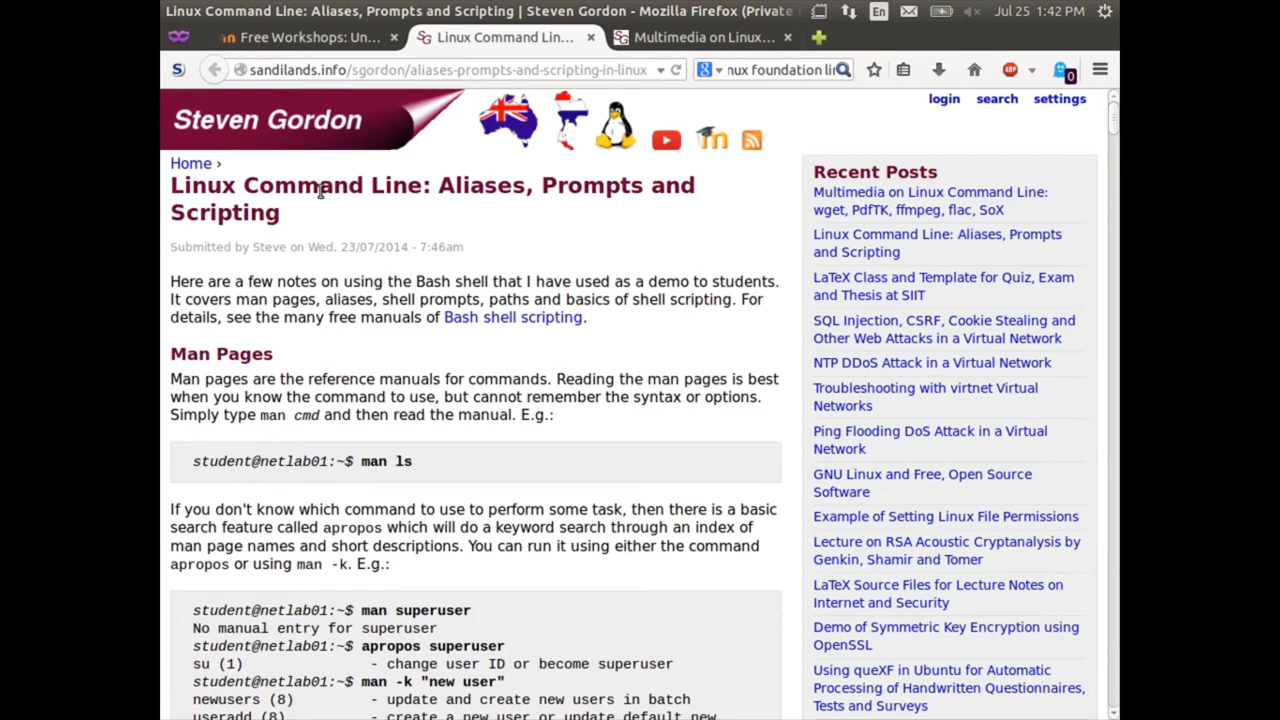 Linux Command Line: Aliases, Prompts and Scripting | Steven Gordon - Mozilla Firefox (Private
En
Jul 25 1:42 PM
Free Workshops: Un...
Linux Command Lin...
Multimedia on Linux...
sandilands.info/sgordon/aliases-prompts-and-scripting-in-linux
nux foundation lin
0
Steven Gordon
login
search
settings
Home ›
Linux Command Line: Aliases, Prompts and
Scripting
Submitted by Steve on Wed, 23/07/2014 - 7:46am
Here are a few notes on using the Bash shell that I have used as a demo to students.
It covers man pages, aliases, shell prompts, paths and basics of shell scripting. For
details, see the many free manuals of Bash shell scripting.
Man Pages
Man pages are the reference manuals for commands. Reading the man pages is best
when you know the command to use, but cannot remember the syntax or options.
Simply type man cmd and then read the manual. E.g.:
student@netlab01:~$ man ls
If you don't know which command to use to perform some task, then there is a basic
search feature called apropos which will do a keyword search through an index of
man page names and short descriptions. You can run it using either the command
apropos or using man -k. E.g.:
student@netlab01:~$ man superuser
No manual entry for superuser
student@netlab01:~$ apropos superuser
su (1) - change user ID or become superuser
student@netlab01:~$ man -k "new user"
newusers (8) - update and create new users in batch
useradd (8) - create a new user or update default new
Recent Posts
Multimedia on Linux Command Line:
wget, PdfTK, ffmpeg, flac, SoX
Linux Command Line: Aliases, Prompts
and Scripting
LaTeX Class and Template for Quiz, Exam
and Thesis at SIIT
SQL Injection, CSRF, Cookie Stealing and
Other Web Attacks in a Virtual Network
NTP DDoS Attack in a Virtual Network
Troubleshooting with virtnet Virtual
Networks
Ping Flooding DoS Attack in a Virtual
Network
GNU Linux and Free, Open Source
Software
Example of Setting Linux File Permissions
Lecture on RSA Acoustic Cryptanalysis by
Genkin, Shamir and Tomer
LaTeX Source Files for Lecture Notes on
Internet and Security
Demo of Symmetric Key Encryption using
OpenSSL
Using queXF in Ubuntu for Automatic
Processing of Handwritten Questionnaires,
Tests and Surveys